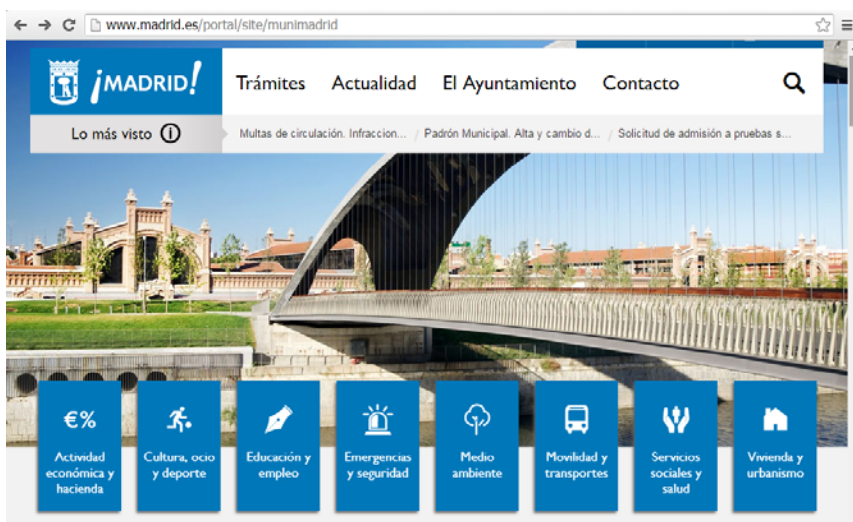 www.madrid.es/portal/site/munimadrid
¡MADRID!
Trámites Actualidad El Ayuntamiento Contacto
Lo más visto
Multas de circulación. Infraccion... / Padrón Municipal. Alta y cambio d... / Solicitud de admisión a pruebas s...
€%
Actividad
económica y
hacienda
Cultura, ocio
y deporte
Educación y
empleo
Emergencias
y seguridad
Medio
ambiente
Movilidad y
transportes
Servicios
sociales y
salud
Vivienda y
urbanismo